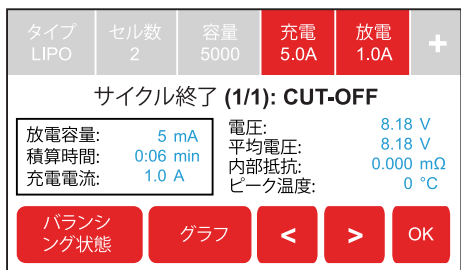 タイプ セル数 容量 充電 放電 +
LIPO 2 5000 5.0A 1.0A
サイクル終了 (1/1): CUT-OFF
放電容量: 5 mA
積算時間: 0:06 min
充電電流: 1.0 A
電圧: 8.18 V
平均電圧: 8.18 V
内部抵抗: 0.000 mΩ
ピーク温度: 0 °C
バランシ
ング状態
グラフ < > OK